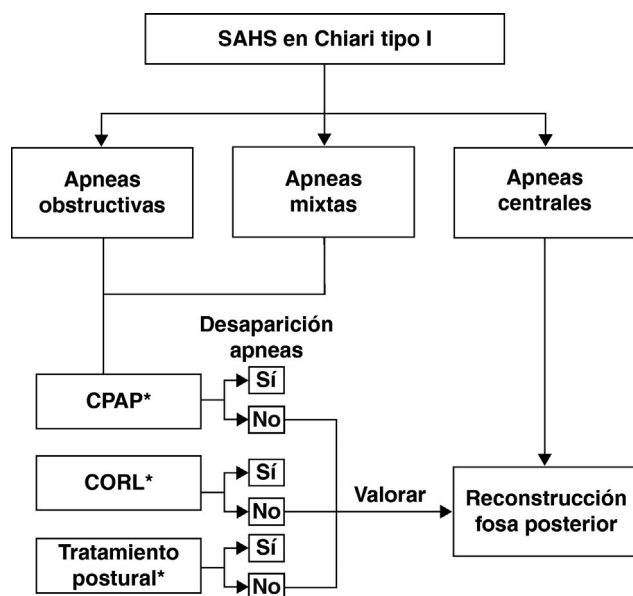 SAHS en Chiari tipo I
Apneas
obstructivas
Apneas
mixtas
Apneas
centrales
Desaparición
apneas
CPAP*
Sí
No
CORL*
Sí
No
Valorar
Reconstrucción
fosa posterior
Tratamiento
postural*
Sí
No